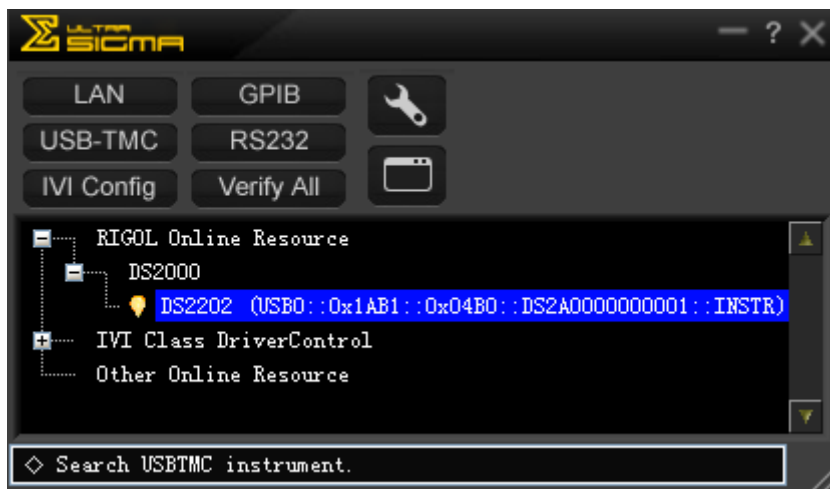 ULTRA
SIGMA
?
LAN GPIB
USB-TMC RS232
IVI Config Verify All
RIGOL Online Resource
DS2000
DS2202 (USB0::0x1AB1::0x04B0::DS2A0000000001::INSTR)
IVI Class DriverControl
Other Online Resource
◇ Search USBTMC instrument.